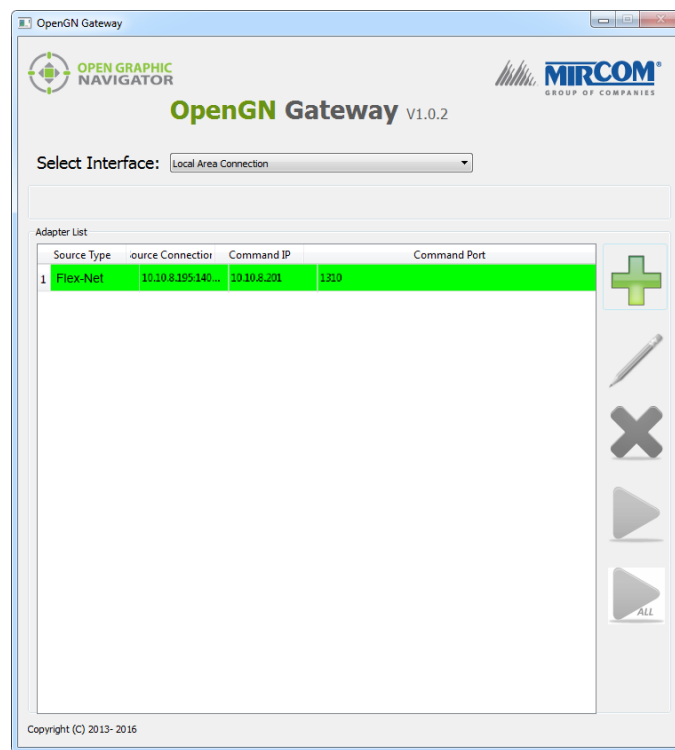 OpenGN Gateway
OPEN GRAPHIC
NAVIGATOR
MIRCOM®
GROUP OF COMPANIES
OpenGN Gateway V1.0.2
Select Interface: Local Area Connection
Adapter List
Source Type ource Connection Command IP Command Port
1 Flex-Net 10.10.8.195:140... 10.10.8.201 1310
ALL
Copyright (C) 2013- 2016